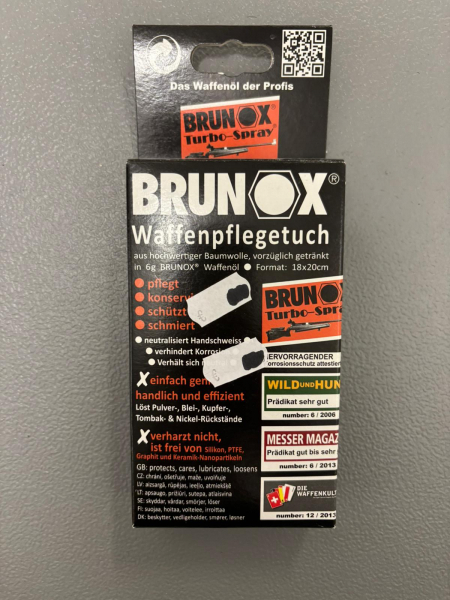 Das Waffenöl der Profis
BRUNOX
Turbo-Spray®
BRUNOX®
Waffenpflegetuch
aus hochwertiger Baumwolle, vorzüglich getränkt
in 6g BRUNOX® Waffenöl ● Format: 18x20cm
● pflegt
● konserv
● schützt
● schmiert
BRUNOX
Turbo-Spray
● neutralisiert Handschweiss
● verhindert Korrosio
● Verhält sich
ERVORRAGENDER
orrosionsschutz attestier
X einfach gen
handlich und effizient
Löst Pulver-, Blei-, Kupfer-,
Tombak- & Nickel-Rückstände
WILD UND HUN
Prädikat sehr gut
number: 6 / 2006
X verharzt nicht,
ist frei von Silikon, PTFE,
Graphit und Keramik-Nanopartikeln
MESSER MAGAZ
Prädikat gut bis sehr
number: 6 / 2013
GB: protects, cares, lubricates, loosens
CZ: chrání, ošetřuje, maže, uvolňuje
LV: aizsargā, rūpējas, ieeļļo, atmiekšķē
LT: apsaugo, prižiūri, sutepa, atlaisvina
SE: skyddar, vårdar, smörjer, löser
FI: suojaa, hoitaa, voitelee, irroittaa
DK: beskytter, vedligeholder, smører, løsner
DIE
WAFFENKULT
number: 12 / 2013